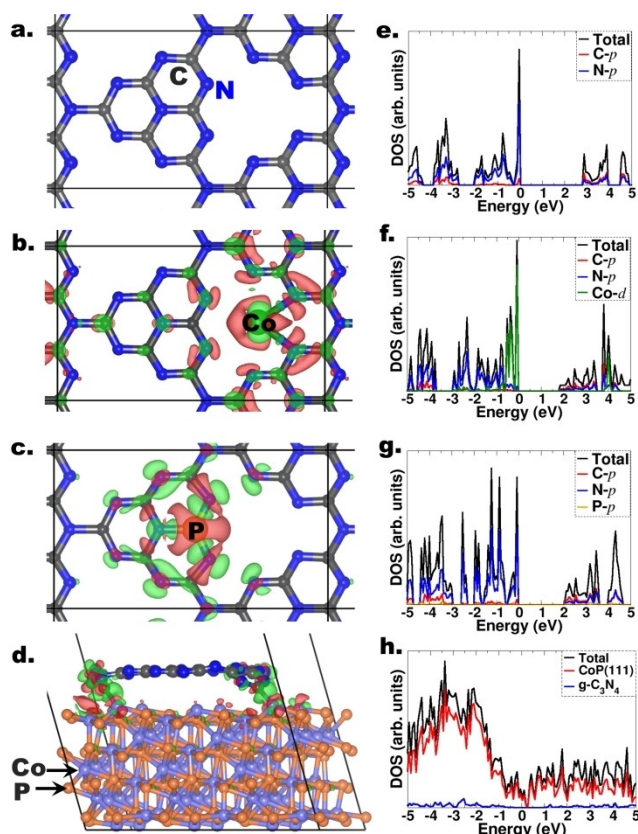 a.
C
N
b.
Co
c.
P
d.
Co
P
e.
DOS (arb. units)
Total
C-p
N-p
-5 -4 -3 -2 -1 0 1 2 3 4 5
Energy (eV)
f.
DOS (arb. units)
Total
C-p
N-p
Co-d
-5 -4 -3 -2 -1 0 1 2 3 4 5
Energy (eV)
g.
DOS (arb. units)
Total
C-p
N-p
P-p
-5 -4 -3 -2 -1 0 1 2 3 4 5
Energy (eV)
h.
DOS (arb. units)
Total
CoP(111)
g-C₃N₄
-5 -4 -3 -2 -1 0 1 2 3 4 5
Energy (eV)